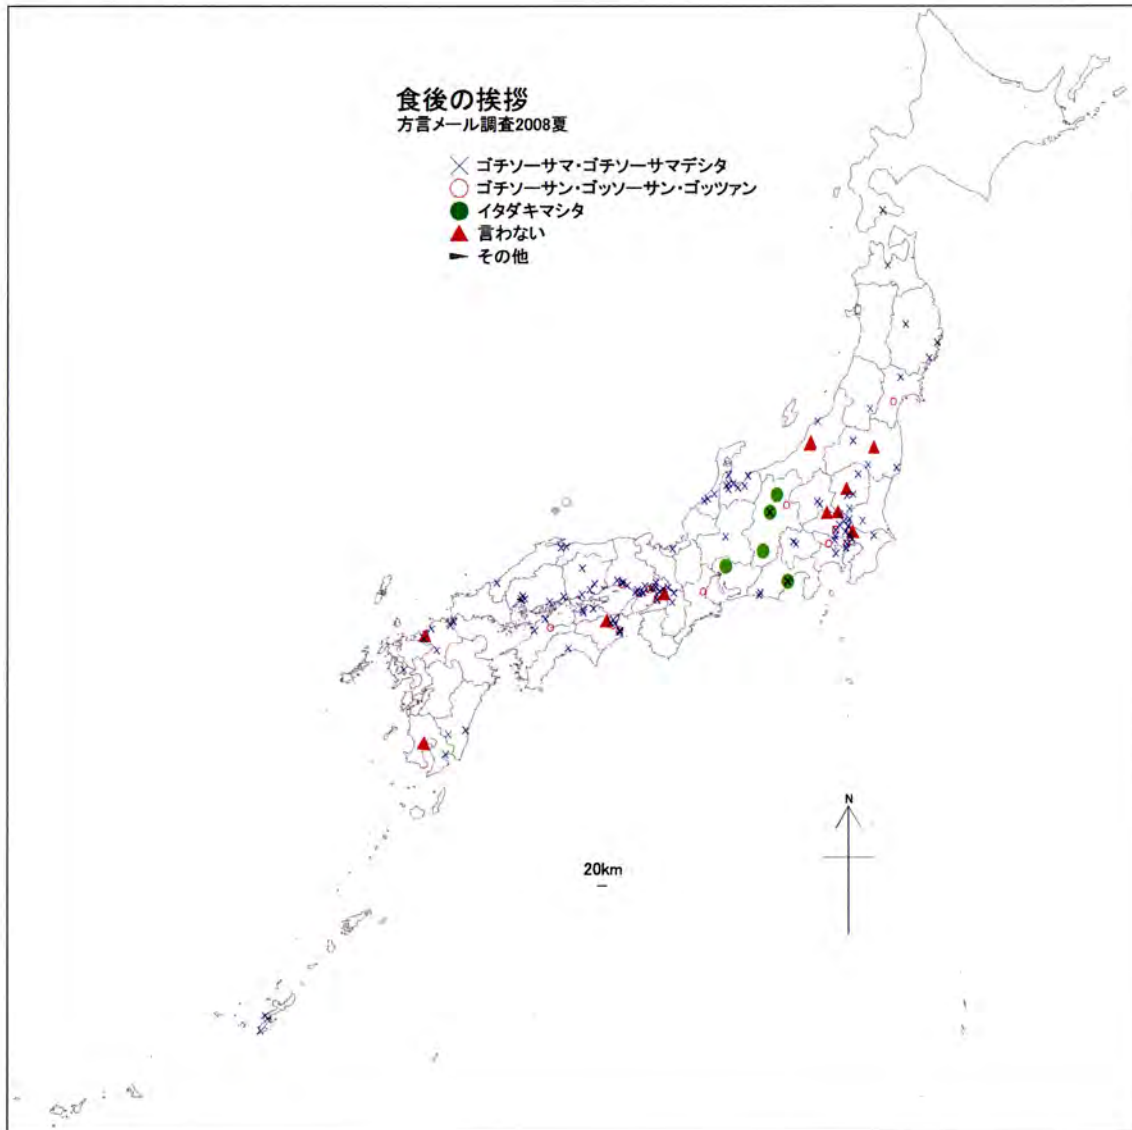 食後の挨拶
方言メール調査2008夏
ゴチソーサマ・ゴチソーサマデシタ
ゴチソーサン・ゴッソーサン・ゴッツァン
イタダキマシタ
言わない
その他
N
20km